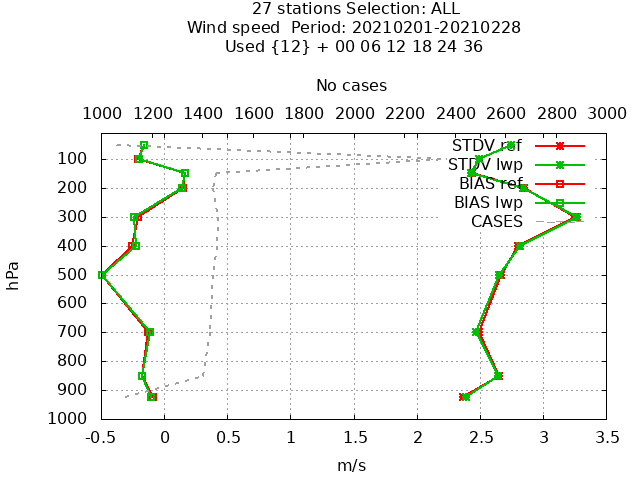 27 stations Selection: ALL
Wind speed  Period: 20210201-20210228
Used {12} + 00 06 12 18 24 36
No cases
1000 1200 1400 1600 1800 2000 2200 2400 2600 2800 3000
STDV ref
STDV lwp
BIAS ref
BIAS lwp
CASES
100
200
300
400
500
600
700
800
900
1000
hPa
-0.5 0 0.5 1 1.5 2 2.5 3 3.5
m/s